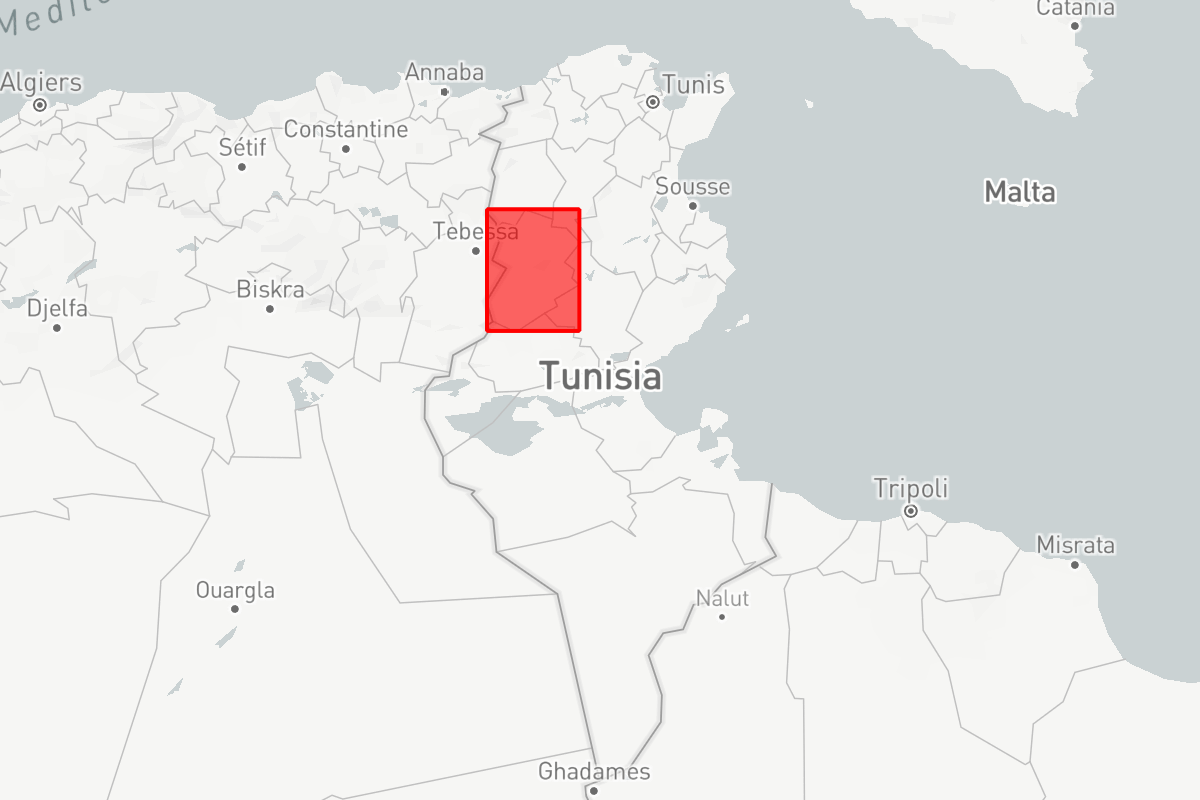 Medite
Catania
Algiers
Annaba
Tunis
Constantine
Sétif
Sousse
Malta
Tebessa
Biskra
Djelfa
Tunisia
Tripoli
Misrata
Ouargla
Nalut
Ghadames